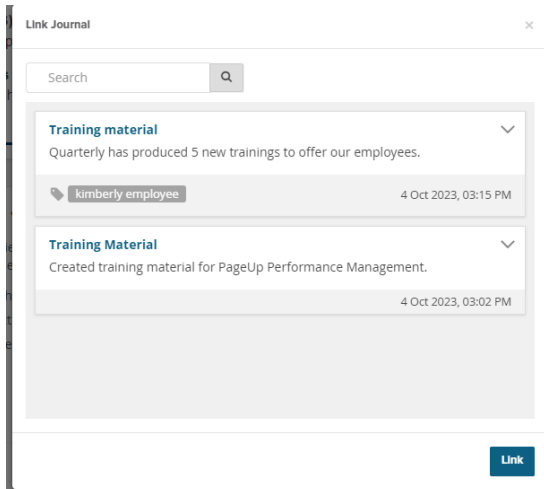 Link Journal
×
Search
Training material
Quarterly has produced 5 new trainings to offer our employees.
kimberly employee
4 Oct 2023, 03:15 PM
Training Material
Created training material for PageUp Performance Management.
4 Oct 2023, 03:02 PM
Link